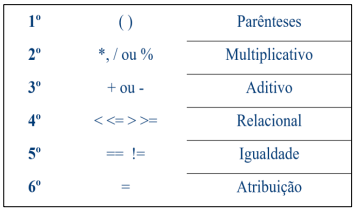 1º ( ) Parênteses
2º *, / ou % Multiplicativo
3º + ou - Aditivo
4º < <= > >= Relacional
5º == != Igualdade
6º = Atribuição